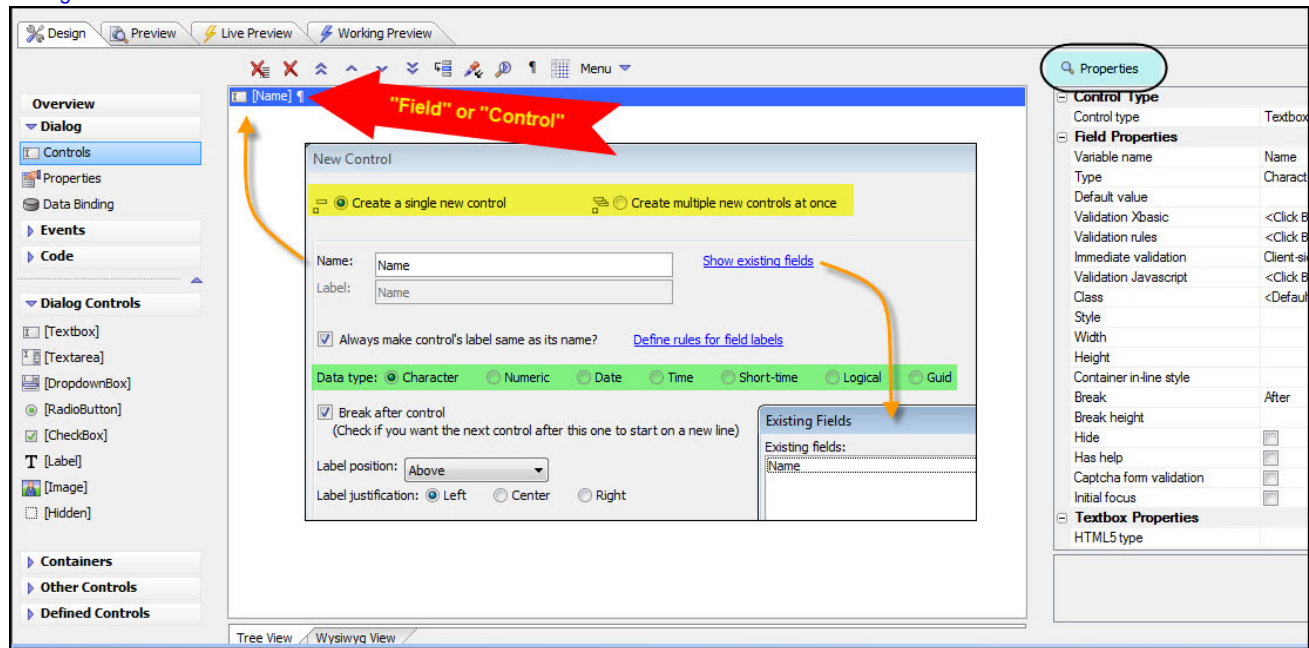 Design
Preview
Live Preview
Working Preview
Menu
Properties
Overview
Dialog
Controls
Properties
Data Binding
Events
Code
Dialog Controls
[Textbox]
[Textarea]
[DropdownBox]
[RadioButton]
[CheckBox]
T [Label]
[Image]
[Hidden]
Containers
Other Controls
Defined Controls
[Name] ¶
"Field" or "Control"
New Control
Create a single new control
Create multiple new controls at once
Name: Name
Show existing fields
Label: Name
Always make control's label same as its name?
Define rules for field labels
Data type: Character Numeric Date Time Short-time Logical Guid
Break after control
(Check if you want the next control after this one to start on a new line)
Label position: Above
Label justification: Left Center Right
Existing Fields
Existing fields:
Name
Tree View
Wysiwyg View
Control Type
Control type Textbox
Field Properties
Variable name Name
Type Charact
Default value
Validation Xbasic <Click B
Validation rules <Click B
Immediate validation Client-si
Validation Javascript <Click B
Class <Defaul
Style
Width
Height
Container in-line style
Break After
Break height
Hide
Has help
Captcha form validation
Initial focus
Textbox Properties
HTML5 type